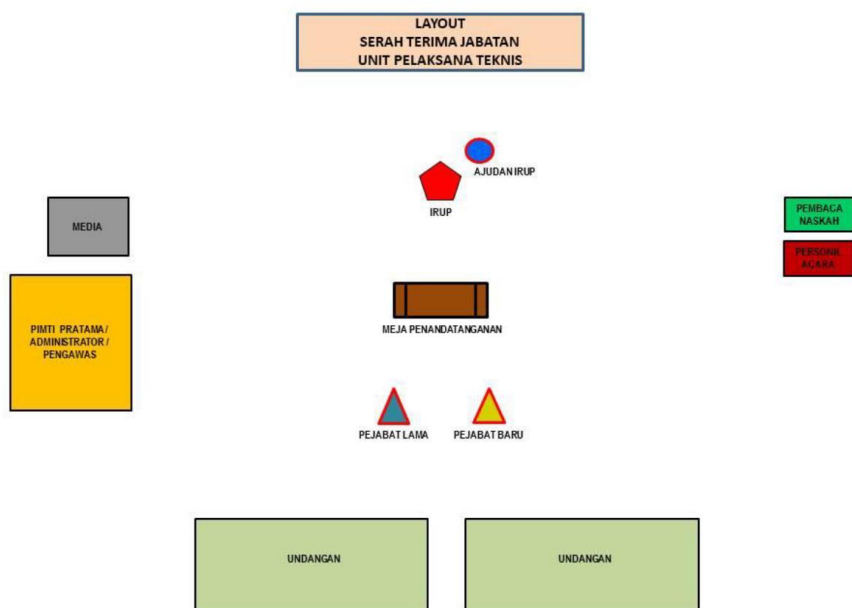 LAYOUT
SERAH TERIMA JABATAN
UNIT PELAKSANA TEKNIS
AJUDAN IRUP
IRUP
MEDIA
PEMBACA
NASKAH
PERSONIL
ACARA
PIMTI PRATAMA /
ADMINISTRATOR /
PENGAWAS
MEJA PENANDATANGANAN
PEJABAT LAMA
PEJABAT BARU
UNDANGAN
UNDANGAN